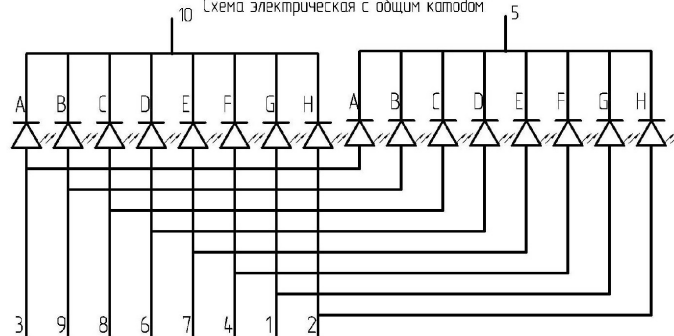 Схема электрическая с общим катодом
10 5
A B C D E F G H A B C D E F G H
3 9 8 6 7 4 1 2